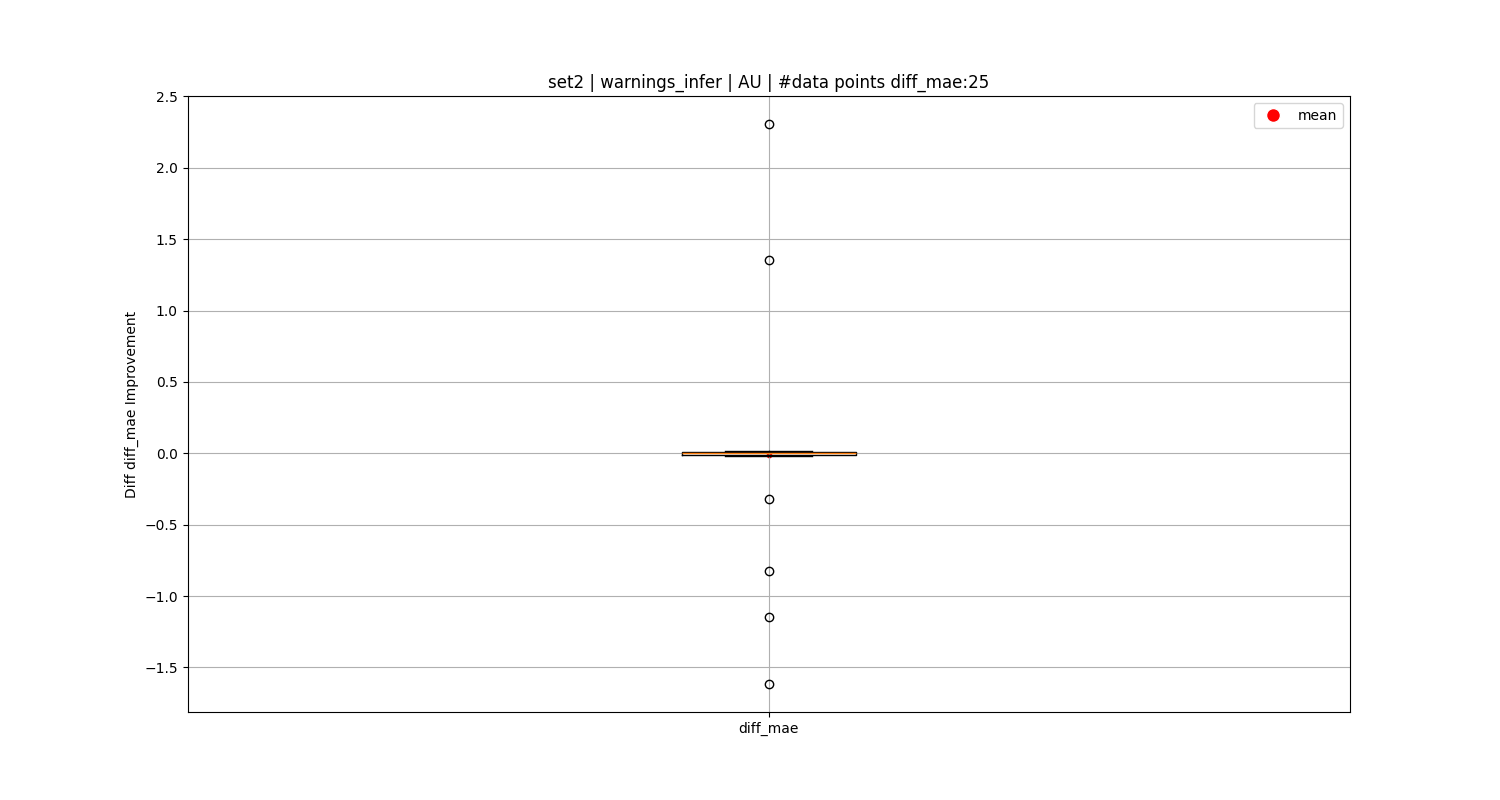 set2 | warnings_infer | AU | #data points diff_mae:25
mean
2.5
2.0
1.5
1.0
0.5
0.0
−0.5
−1.0
−1.5
Diff diff_mae Improvement
diff_mae